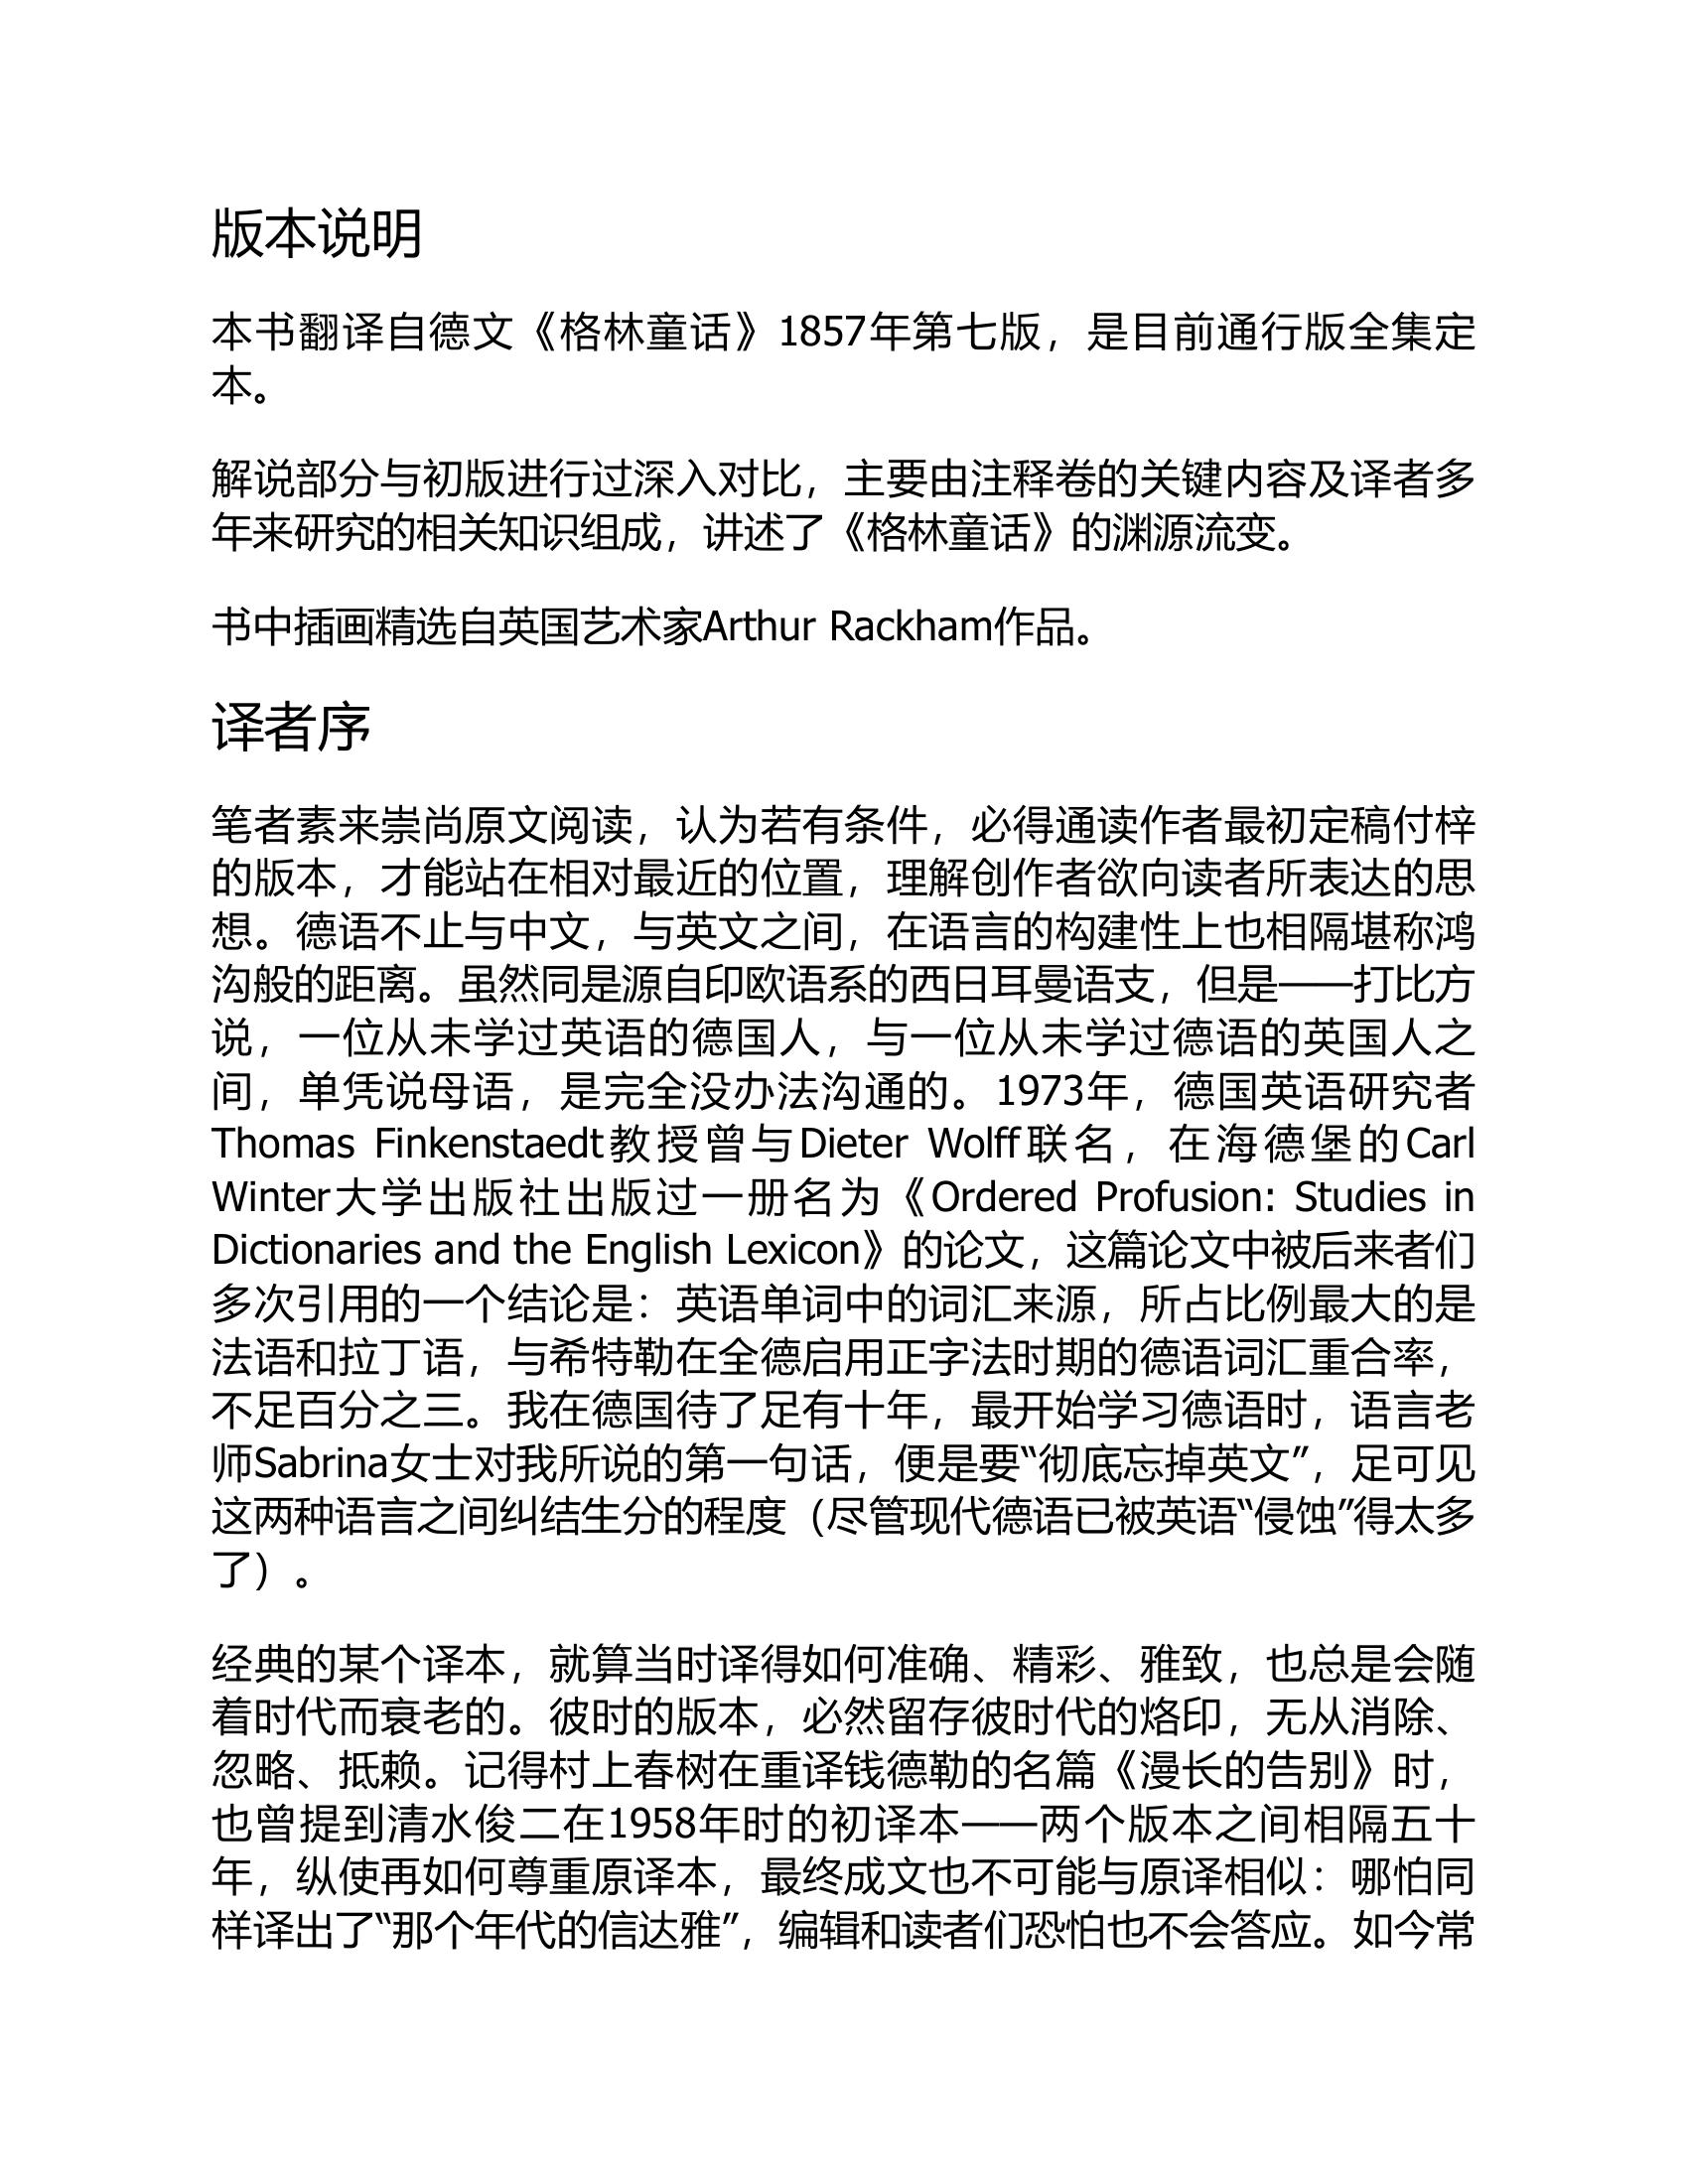 版本说明
本书翻译自德文《格林童话》1857年第七版，是目前通行版全集定
本。
解说部分与初版进行过深入对比，主要由注释卷的关键内容及译者多
年来研究的相关知识组成，讲述了《格林童话》的渊源流变。
书中插画精选自英国艺术家Arthur Rackham作品。
译者序
笔者素来崇尚原文阅读，认为若有条件，必得通读作者最初定稿付梓
的版本，才能站在相对最近的位置，理解创作者欲向读者所表达的思
想。德语不止与中文，与英文之间，在语言的构建性上也相隔堪称鸿
沟般的距离。虽然同是源自印欧语系的西日耳曼语支，但是——打比方
说，一位从未学过英语的德国人，与一位从未学过德语的英国人之
间，单凭说母语，是完全没办法沟通的。1973年，德国英语研究者
Thomas Finkenstaedt教授曾与Dieter Wolff联名，在海德堡的Carl
Winter大学出版社出版过一册名为《Ordered Profusion: Studies in
Dictionaries and the English Lexicon》的论文，这篇论文中被后来者们
多次引用的一个结论是：英语单词中的词汇来源，所占比例最大的是
法语和拉丁语，与希特勒在全德启用正字法时期的德语词汇重合率，
不足百分之三。我在德国待了足有十年，最开始学习德语时，语言老
师Sabrina女士对我所说的第一句话，便是要“彻底忘掉英文”，足可见
这两种语言之间纠结生分的程度（尽管现代德语已被英语“侵蚀”得太多
了）。
经典的某个译本，就算当时译得如何准确、精彩、雅致，也总是会随
着时代而衰老的。彼时的版本，必然留存彼时代的烙印，无从消除、
忽略、抵赖。记得村上春树在重译钱德勒的名篇《漫长的告别》时，
也曾提到清水俊二在1958年时的初译本——两个版本之间相隔五十
年，纵使再如何尊重原译本，最终成文也不可能与原译相似：哪怕同
样译出了“那个年代的信达雅”，编辑和读者们恐怕也不会答应。如今常